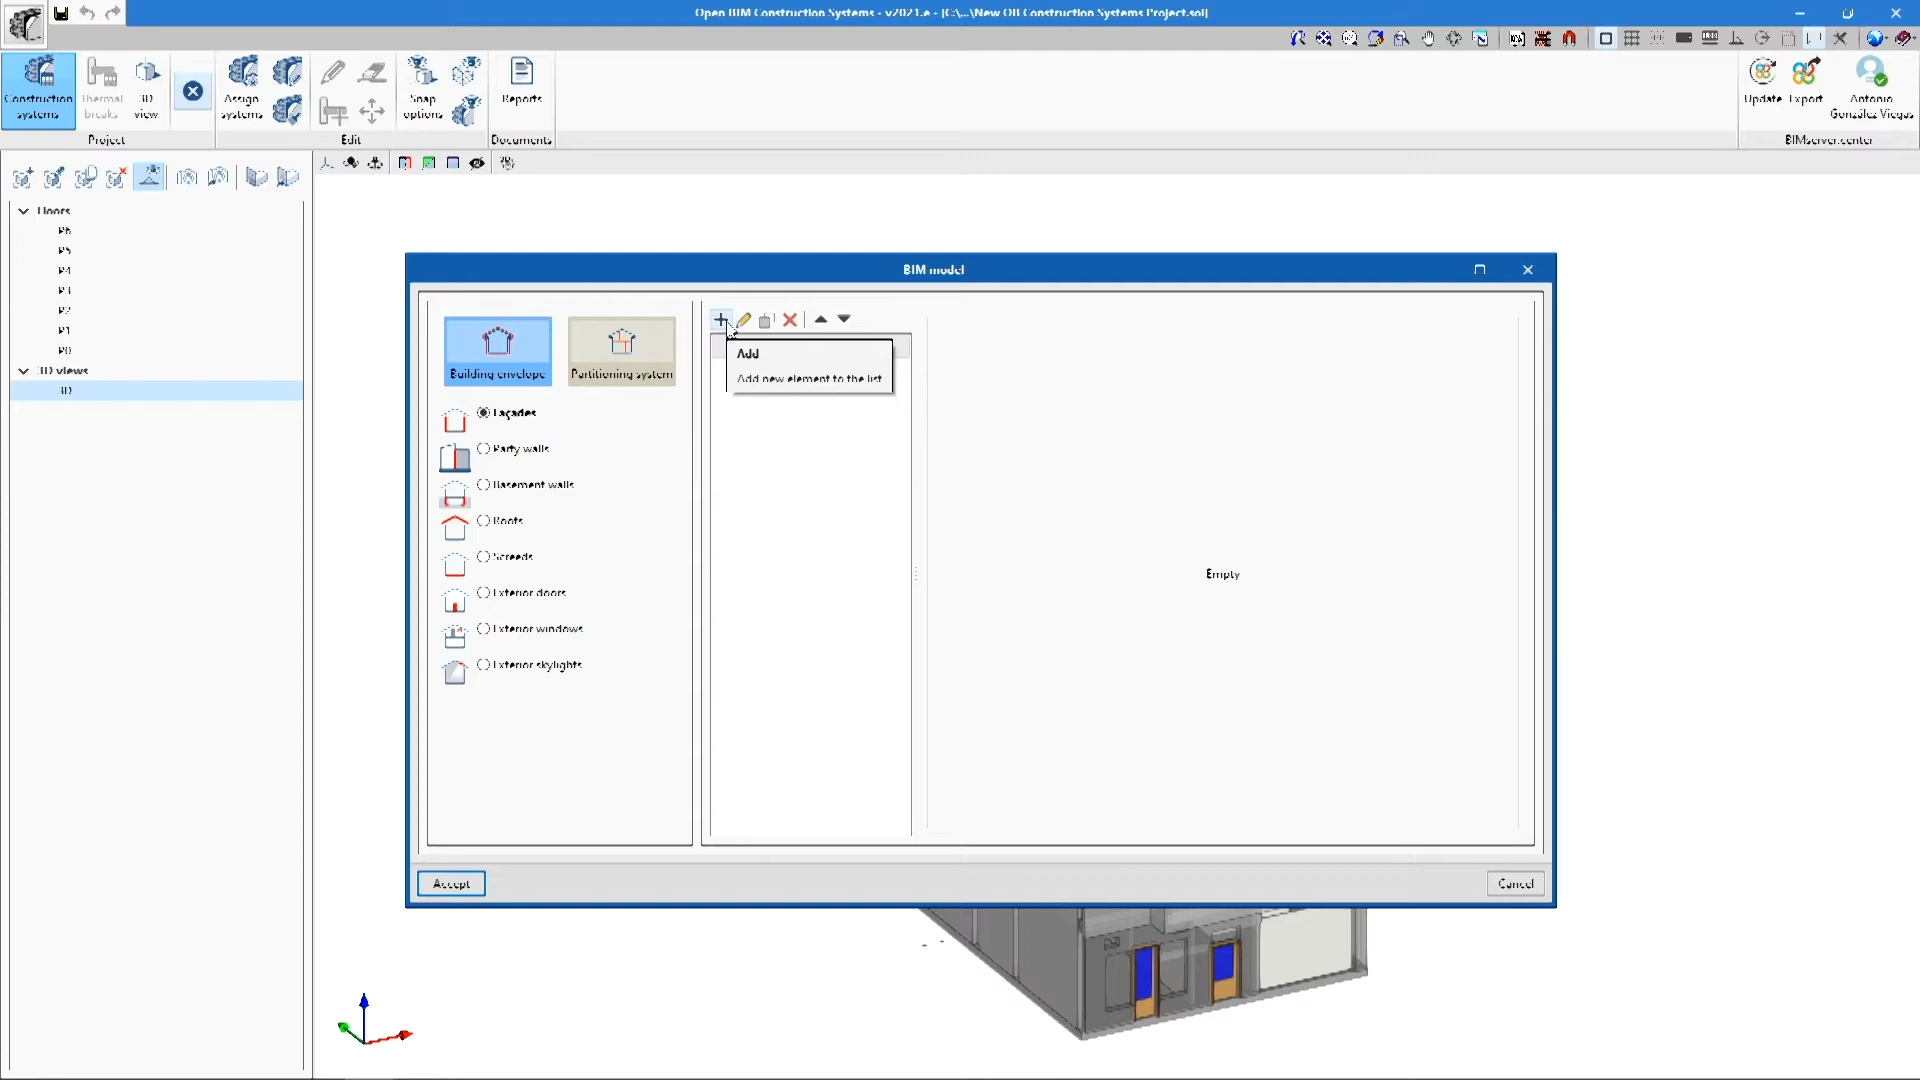 Open BIM Construction Systems - v2021.e - [C:\...\New OB Construction Systems Project.sol]
Construction systems
Thermal breaks
3D view
Assign systems
Snap options
Reports
Update
Export
Antonio González Viegas
Project
Edit
Documents
BIMserver.center
Floors
P6
P5
P4
P3
P2
P1
P0
3D views
3D
BIM model
Building envelope
Partitioning system
Add
Add new element to the list
Façades
Party walls
Basement walls
Roofs
Screeds
Exterior doors
Exterior windows
Exterior skylights
Empty
Accept
Cancel